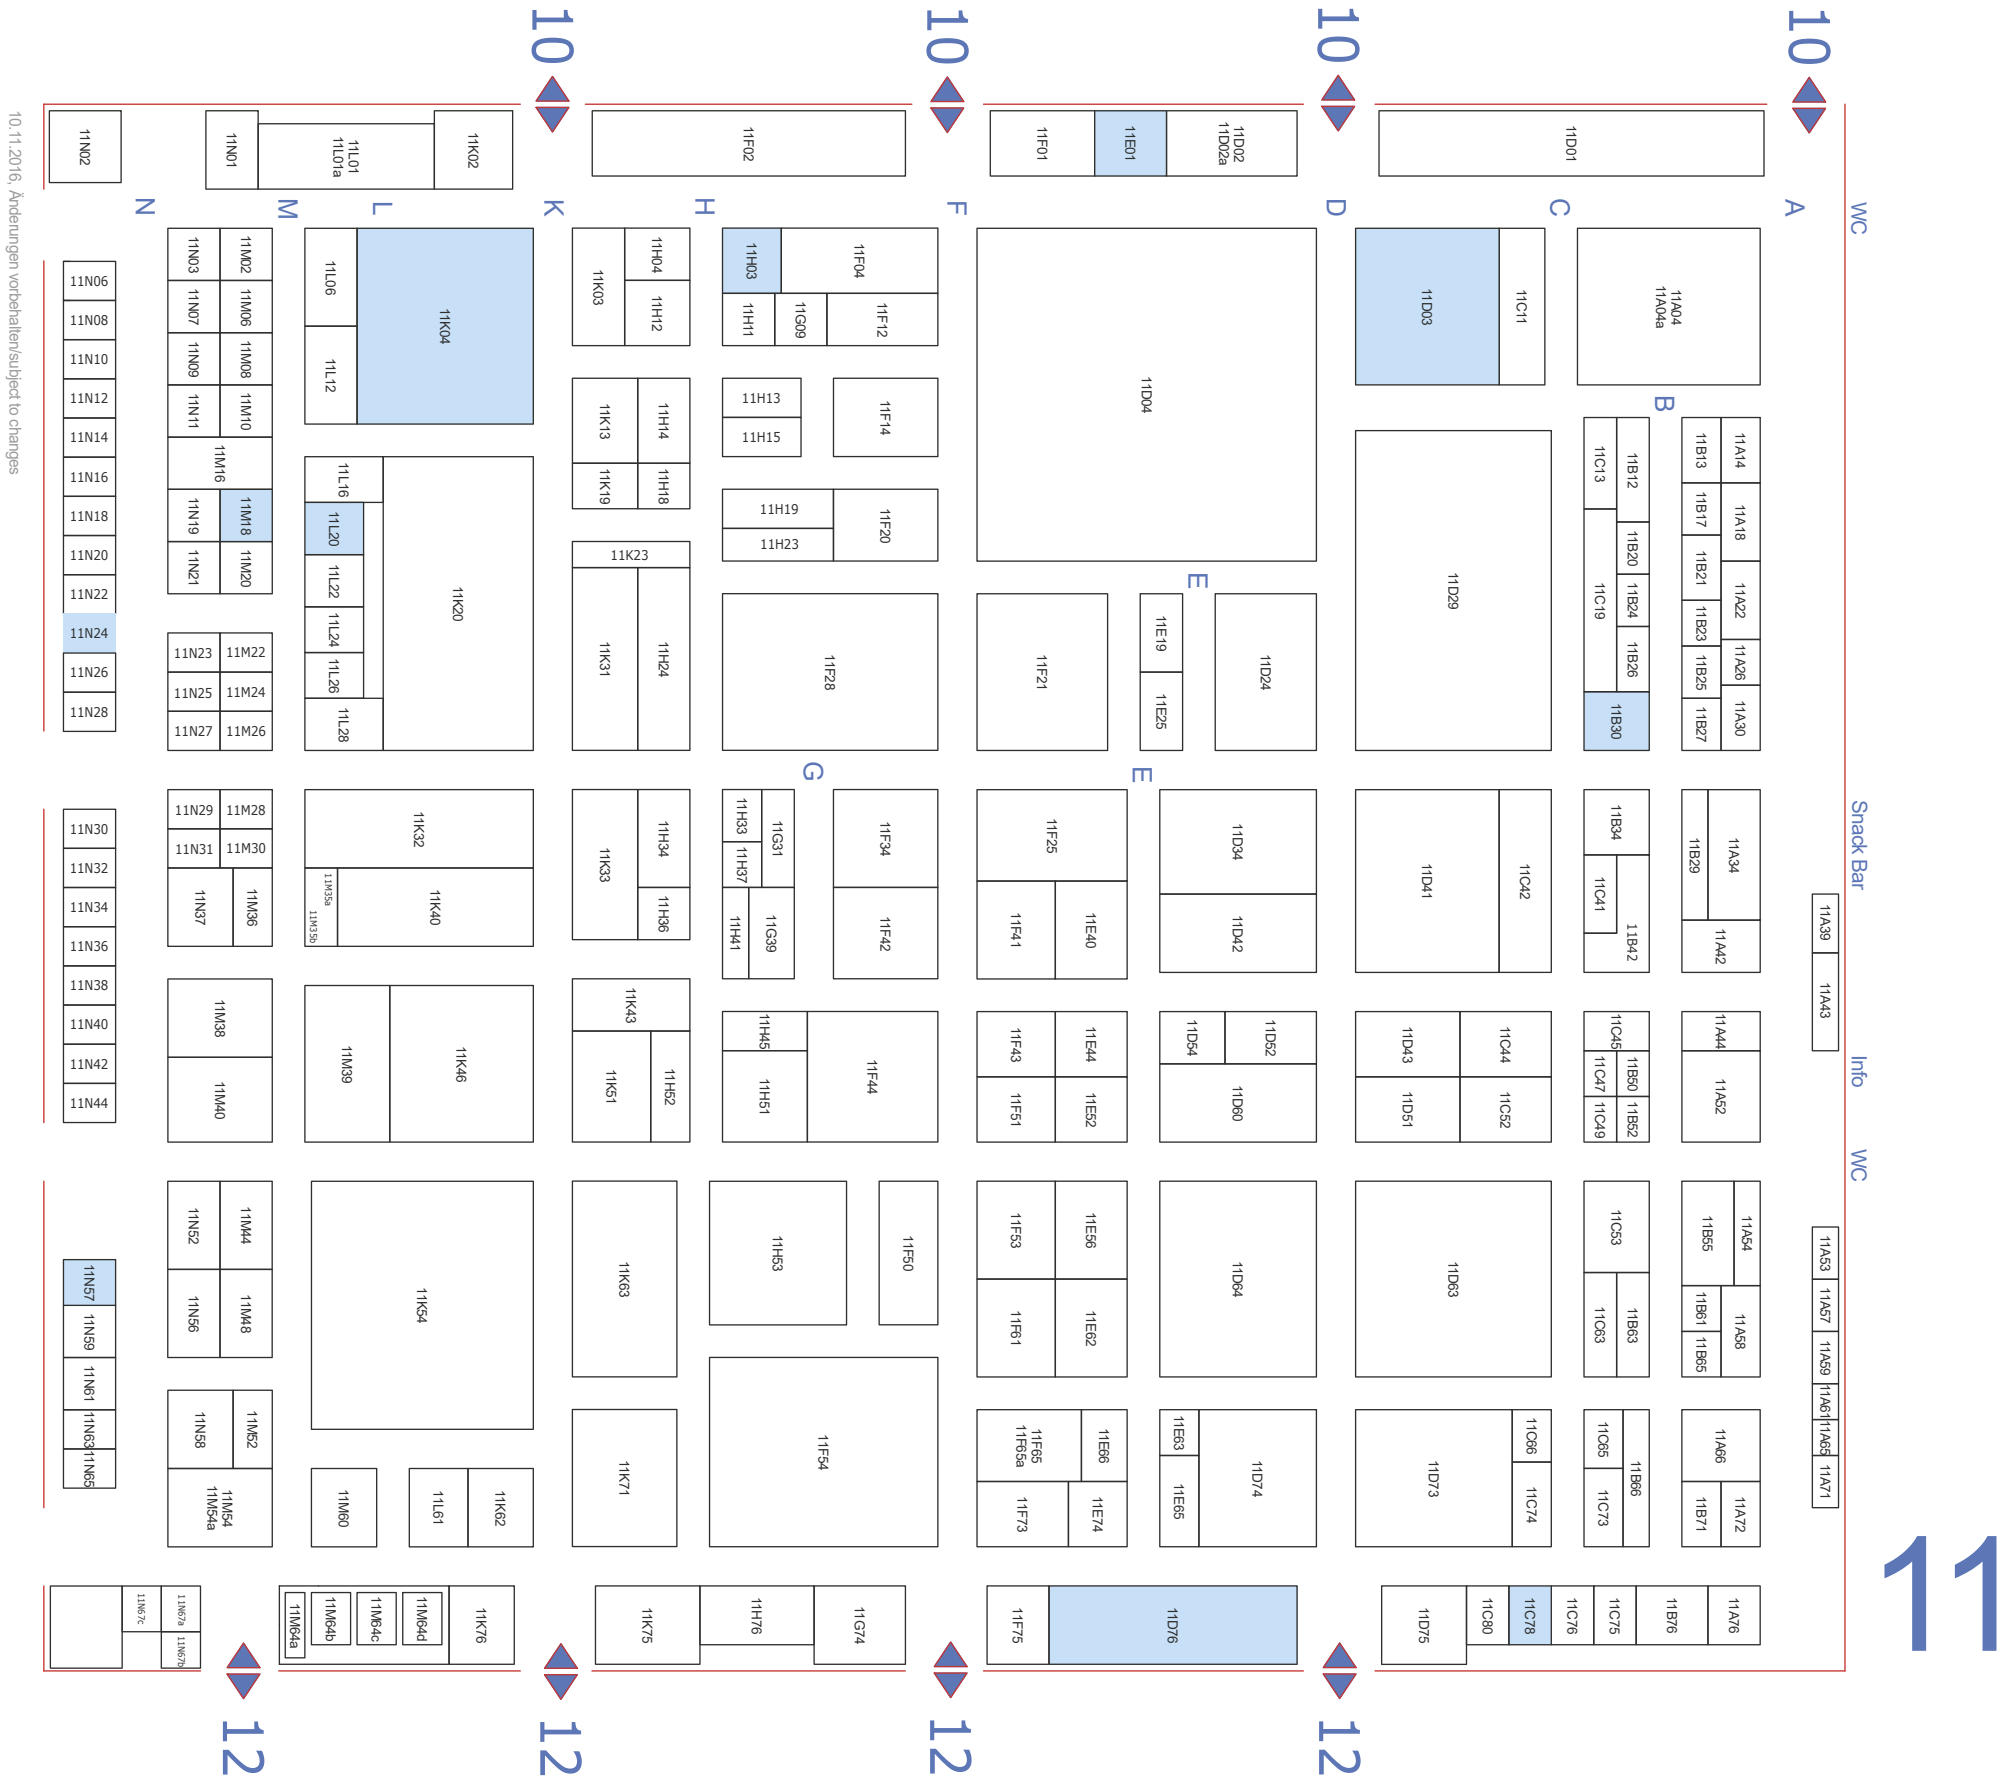 10
10
10
10
11N02
11N01
11L01
11L01a
11K02
11F02
11F01
11E01
11D02
11D02a
11D01
N
M
L
K
H
F
D
C
A
WC
11N03
11M02
11L06
11K04
11K03
11H04
11H12
11H03
11F04
11H11
11G09
11F12
11D04
11D03
11C11
11A04
11A04a
11N06
11N08
11N10
11N12
11N14
11N16
11N18
11N20
11N22
11N24
11N26
11N28
11N07
11M06
11N09
11M08
11N11
11M10
11M16
11N19
11M18
11N21
11M20
11N23
11M22
11N25
11M24
11N27
11M26
11L12
11L16
11L20
11L22
11L24
11L26
11L28
11K20
11K13
11H14
11K19
11H18
11K23
11K31
11H24
11H13
11H15
11F14
11H19
11H23
11F20
11F28
E
11F21
11E19
11E25
11D24
11D29
B
11C13
11B12
11C19
11B20
11B24
11B26
11B30
11B13
11A14
11B17
11A18
11B21
11A22
11B23
11A26
11B25
11A30
11B27
G
E
Snack Bar
11N30
11N32
11N34
11N36
11N38
11N40
11N42
11N44
11N29
11M28
11N31
11M30
11N37
11M36
11M38
11M40
11K32
11M35a
11M35b
11K40
11M39
11K46
11K33
11H34
11H36
11K43
11K51
11H52
11H33
11G31
11H37
11H41
11G39
11F34
11F42
11H45
11H51
11F44
11F25
11F41
11E40
11F43
11E44
11F51
11E52
11D34
11D42
11D54
11D52
11D60
11D41
11C42
11D43
11C44
11D51
11C52
11B34
11C41
11B42
11C45
11C47
11B50
11C49
11B52
11B29
11A34
11A42
11A44
11A52
11A39
11A43
Info
WC
11N57
11N59
11N61
11N63
11N65
11N52
11M44
11N56
11M48
11N58
11M52
11M54
11M54a
11K54
11M60
11L61
11K62
11K63
11K71
11H53
11F50
11F54
11F53
11E56
11F61
11E62
11F65
11F65a
11E66
11F73
11E74
11D64
11E63
11E65
11D74
11D63
11D73
11C66
11C74
11C53
11C63
11B63
11C65
11C73
11B66
11B55
11A54
11B61
11B65
11A58
11A66
11B71
11A72
11A53
11A57
11A59
11A61
11A65
11A71
11
11N67c
11N67a
11N67b
11M64a
11M64b
11M64c
11M64d
11K76
11K75
11H76
11G74
11F75
11D76
11D75
11C80
11C78
11C76
11C75
11B76
11A76
12
12
12
12
10.11.2016, Änderungen vorbehalten/subject to changes